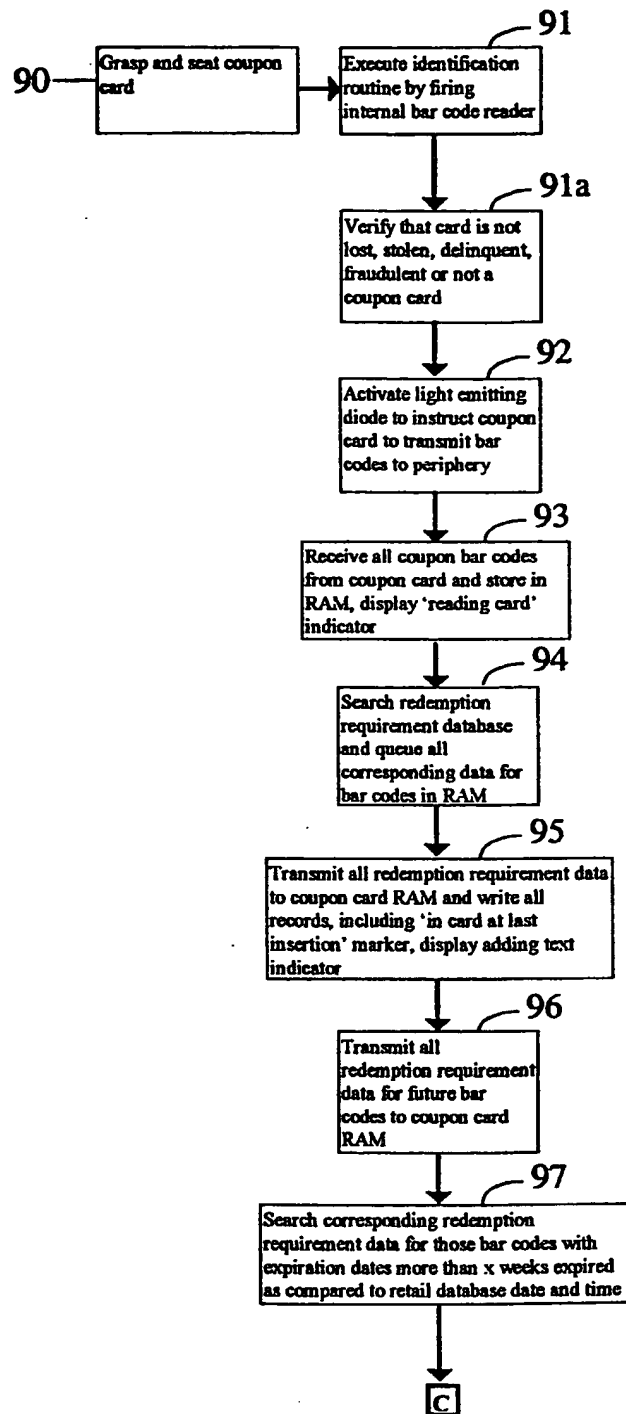 91
90
Grasp and seat coupon
card
Execute identification
routine by firing
internal bar code reader
91a
Verify that card is not
lost, stolen, delinquent,
fraudulent or not a
coupon card
92
Activate light emitting
diode to instruct coupon
card to transmit bar
codes to periphery
93
Receive all coupon bar codes
from coupon card and store in
RAM, display 'reading card'
indicator
94
Search redemption
requirement database
and queue all
corresponding data for
bar codes in RAM
95
Transmit all redemption requirement data
to coupon card RAM and write all
records, including 'in card at last
insertion' marker, display adding text
indicator
96
Transmit all
redemption requirement
data for future bar
codes to coupon card
RAM
97
Search corresponding redemption
requirement data for those bar codes with
expiration dates more than x weeks expired
as compared to retail database date and time
C